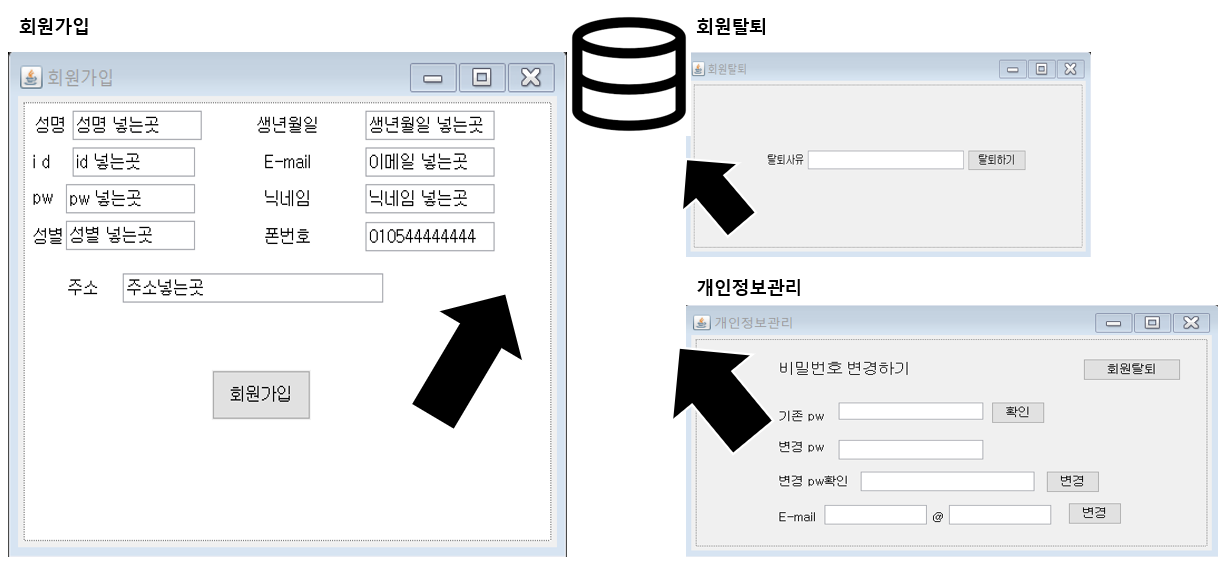 회원가입
회원가입
성명 성명 넣는곳 생년월일 생년월일 넣는곳
i d id 넣는곳 E-mail 이메일 넣는곳
pw pw 넣는곳 닉네임 닉네임 넣는곳
성별 성별 넣는곳 폰번호 010544444444
주소 주소넣는곳
회원가입
회원탈퇴
회원탈퇴
탈퇴사유 탈퇴하기
개인정보관리
개인정보관리
비밀번호 변경하기 회원탈퇴
기존 pw 확인
변경 pw
변경 pw확인 변경
E-mail @ 변경